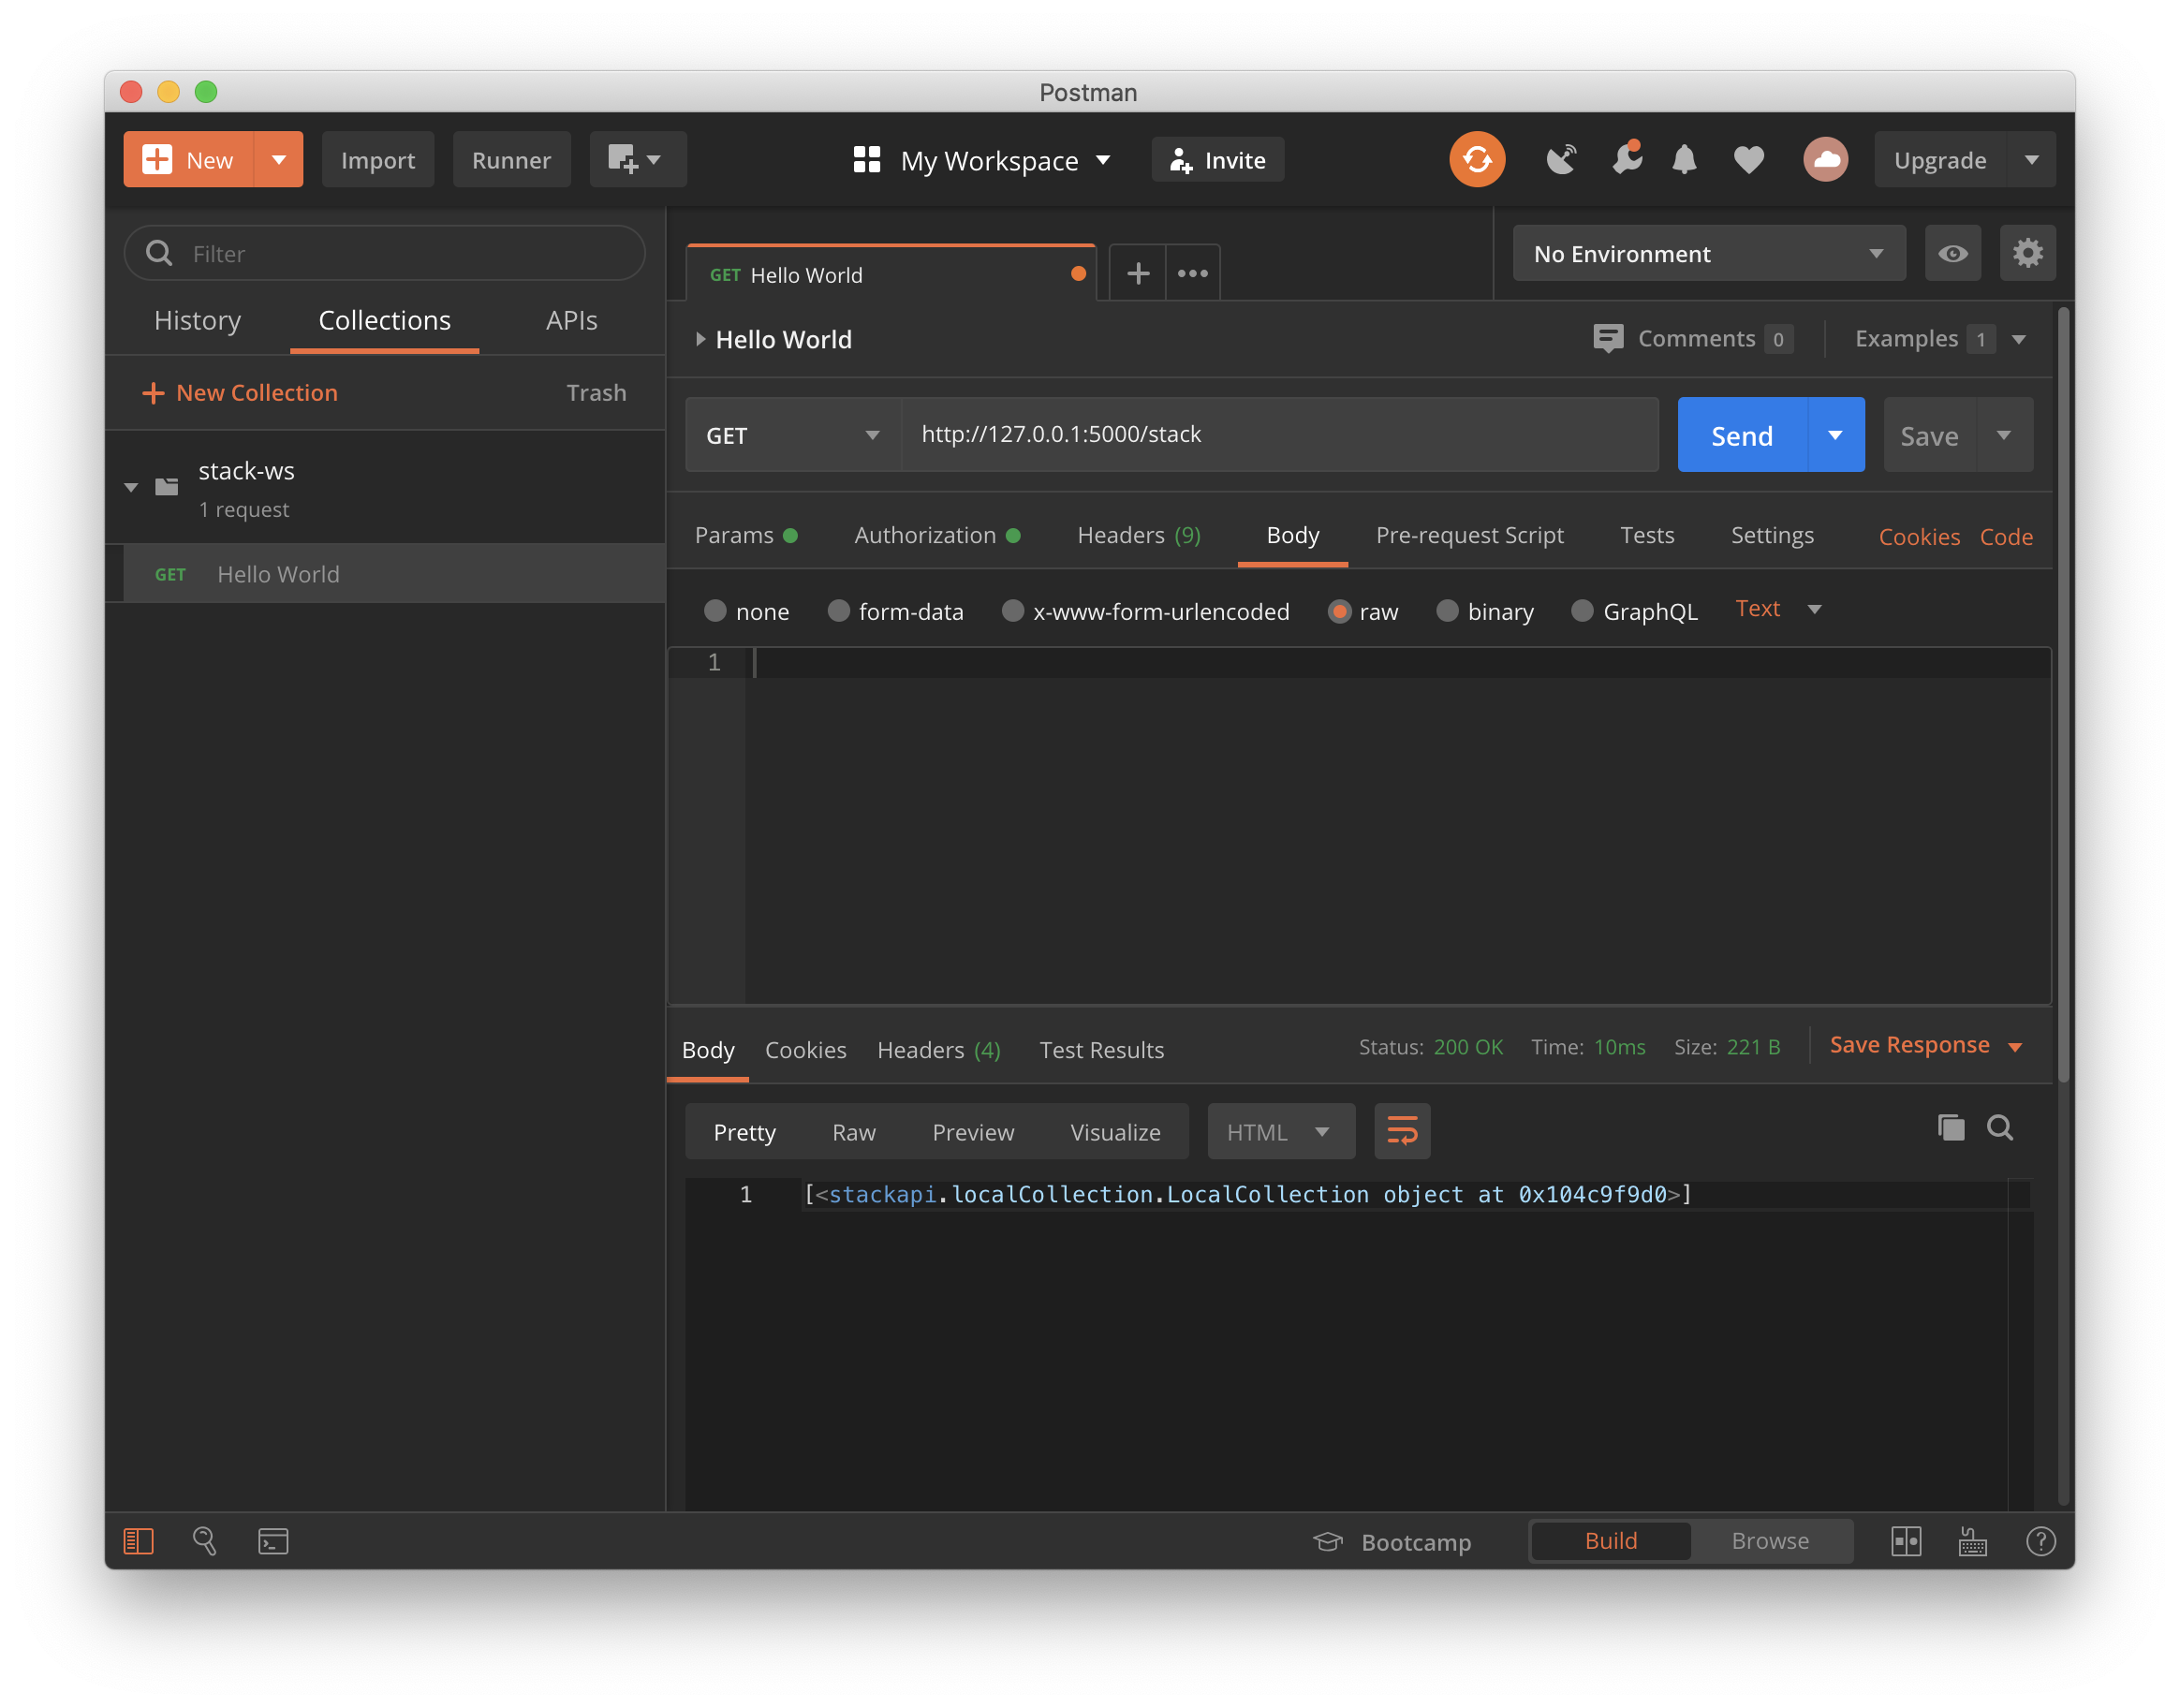 Postman
New Import Runner My Workspace Invite Upgrade
Filter
History Collections APIs
New Collection Trash
stack-ws
1 request
GET Hello World
GET Hello World
No Environment
Hello World Comments 0 Examples 1
GET http://127.0.0.1:5000/stack Send Save
Params Authorization Headers (9) Body Pre-request Script Tests Settings Cookies Code
none form-data x-www-form-urlencoded raw binary GraphQL Text
1
Body Cookies Headers (4) Test Results Status: 200 OK Time: 10ms Size: 221 B Save Response
Pretty Raw Preview Visualize HTML
1 [<stackapi.localCollection.LocalCollection object at 0x104c9f9d0>]
Bootcamp Build Browse